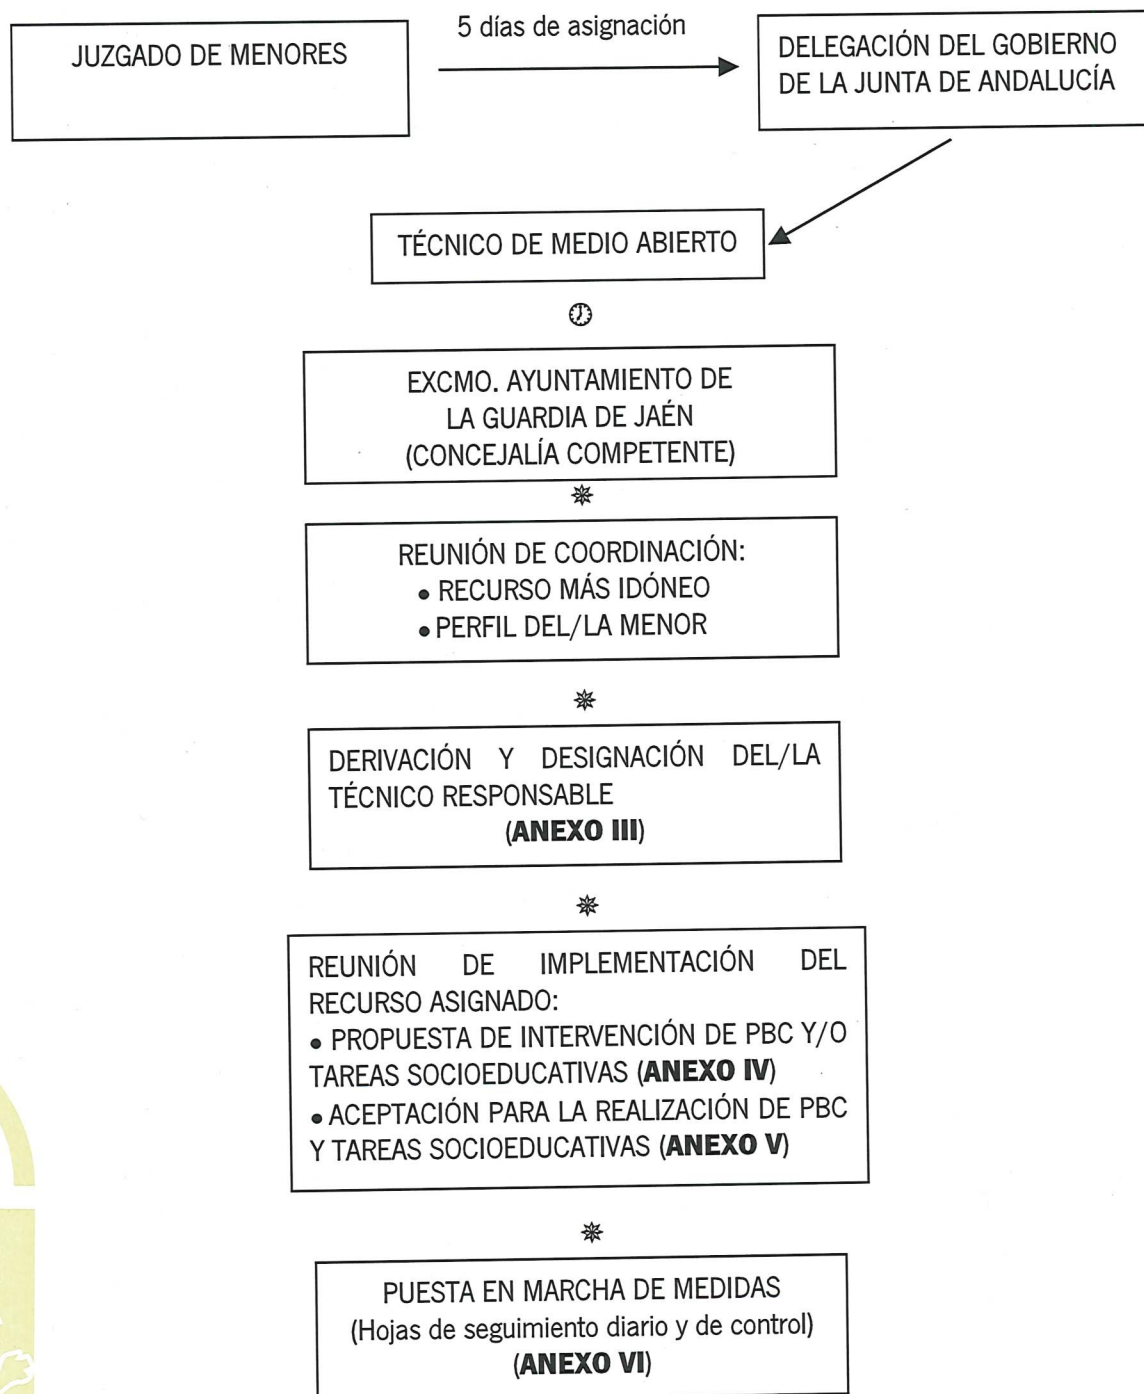 5 días de asignación
JUZGADO DE MENORES
DELEGACIÓN DEL GOBIERNO
DE LA JUNTA DE ANDALUCÍA
TÉCNICO DE MEDIO ABIERTO
EXCMO. AYUNTAMIENTO DE
LA GUARDIA DE JAÉN
(CONCEJALÍA COMPETENTE)
REUNIÓN DE COORDINACIÓN:
• RECURSO MÁS IDÓNEO
• PERFIL DEL/LA MENOR
DERIVACIÓN Y DESIGNACIÓN DEL/LA
TÉCNICO RESPONSABLE
(ANEXO III)
REUNIÓN DE IMPLEMENTACIÓN DEL
RECURSO ASIGNADO:
• PROPUESTA DE INTERVENCIÓN DE PBC Y/O
TAREAS SOCIOEDUCATIVAS (ANEXO IV)
• ACEPTACIÓN PARA LA REALIZACIÓN DE PBC
Y TAREAS SOCIOEDUCATIVAS (ANEXO V)
PUESTA EN MARCHA DE MEDIDAS
(Hojas de seguimiento diario y de control)
(ANEXO VI)